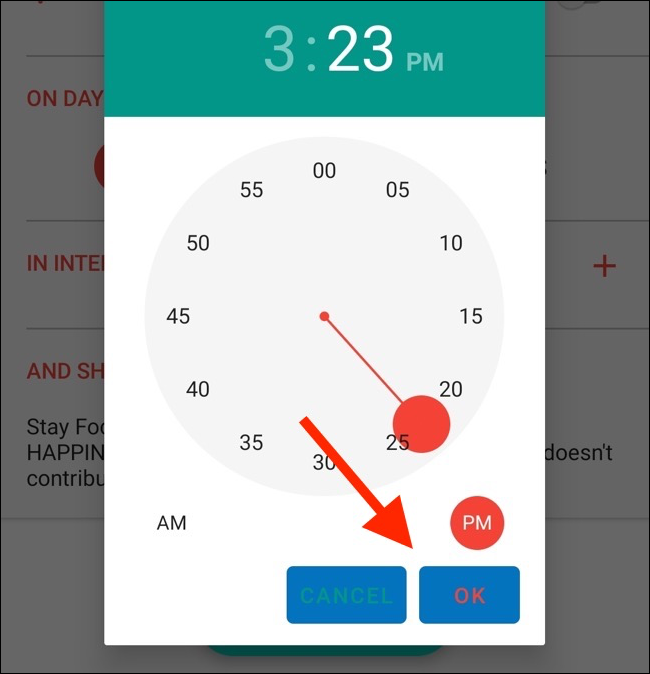 3 : 23 PM
ON DAY
00
55
05
50
10
IN INTE
45
15
AND SH
40
20
Stay Fo
35
25
HAPPIN
doesn't
30
contribu
AM
PM
CANCEL
OK